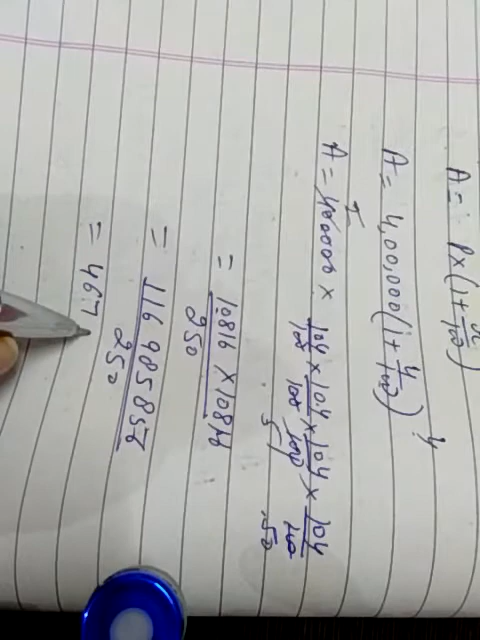 A = P x (1 + r/100)
A = 4,00,000 (1 + 4/100)^4
A = 400000 x 104/100 x 104/100 x 104/100 x 104/100
= 10816 x 10816 / 250
= 116985856 / 250
= 467